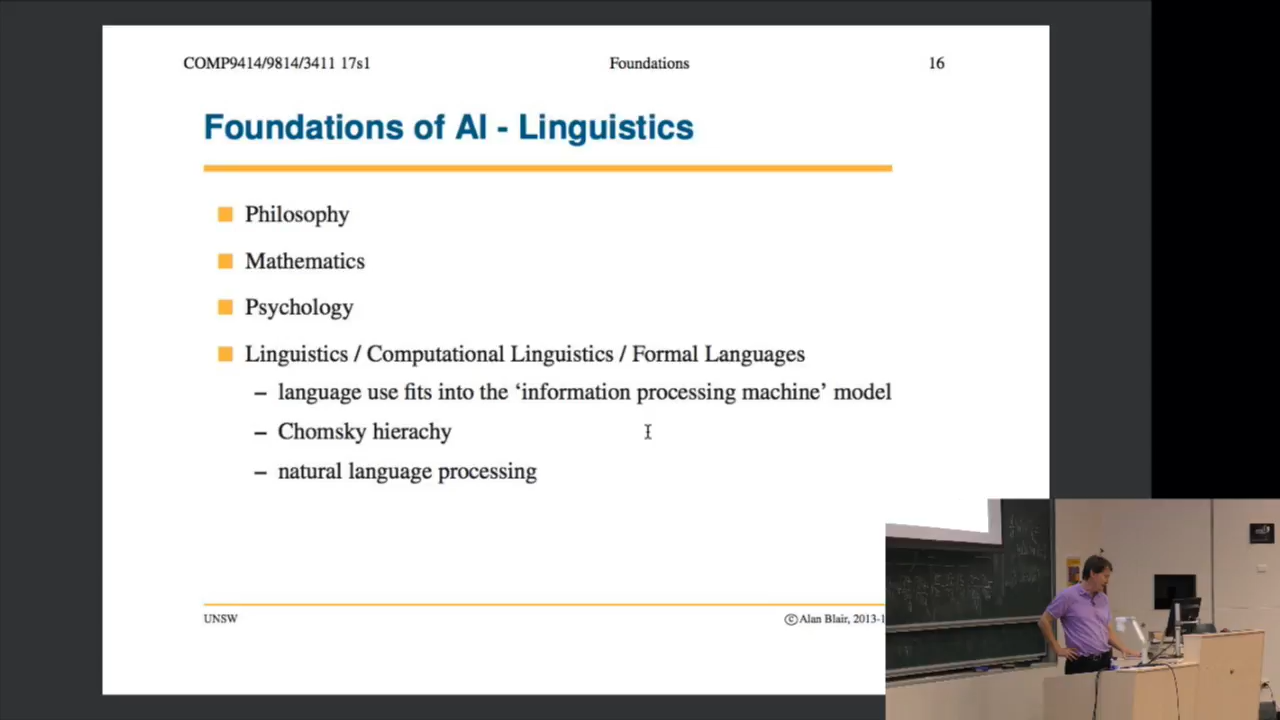 COMP9414/9814/3411 17s1 Foundations 16
Foundations of AI - Linguistics
Philosophy
Mathematics
Psychology
Linguistics / Computational Linguistics / Formal Languages
– language use fits into the ‘information processing machine’ model
– Chomsky hierachy
– natural language processing
UNSW ©Alan Blair, 2013-1